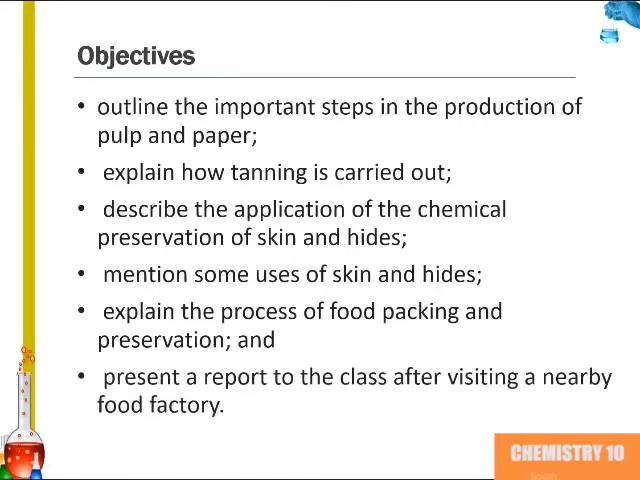 Objectives
• outline the important steps in the production of
pulp and paper;
• explain how tanning is carried out;
• describe the application of the chemical
preservation of skin and hides;
• mention some uses of skin and hides;
• explain the process of food packing and
preservation; and
• present a report to the class after visiting a nearby
food factory.
CHEMISTRY 10
South